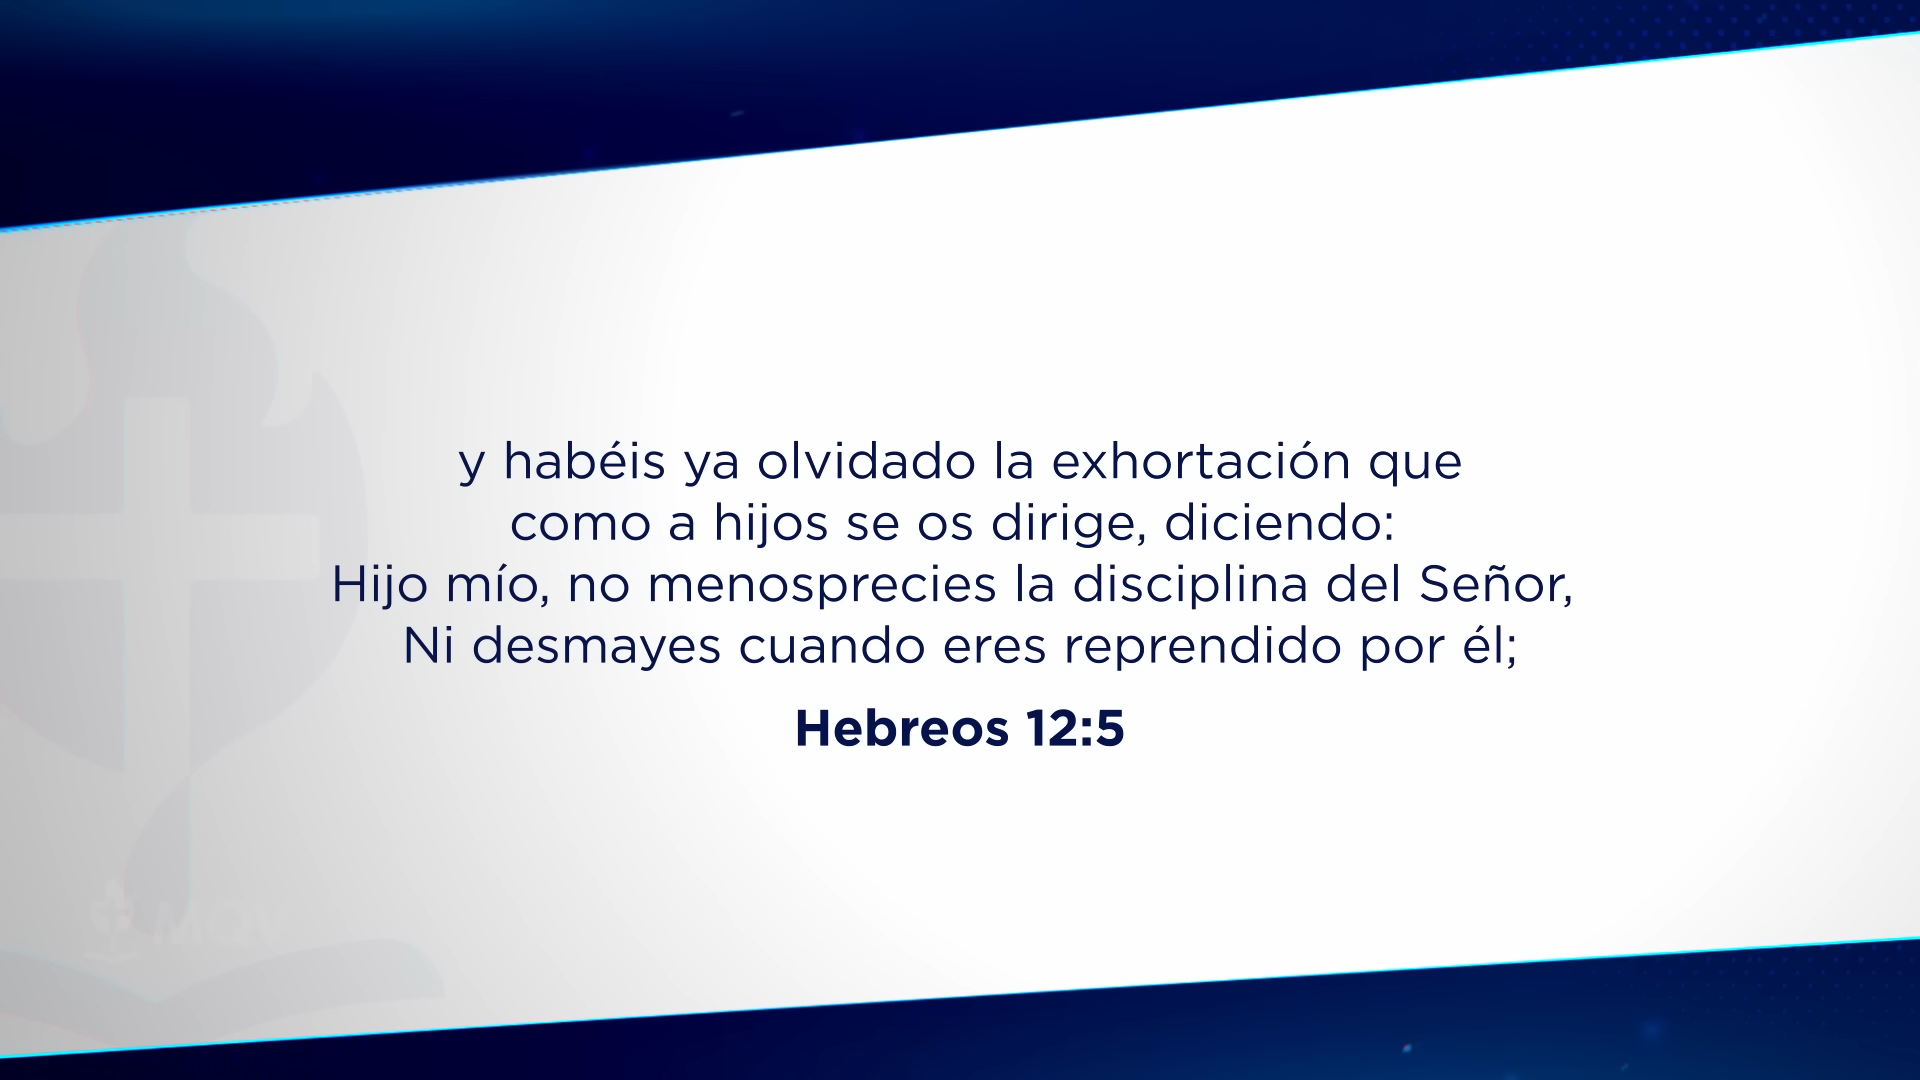 y habéis ya olvidado la exhortación que
como a hijos se os dirige, diciendo:
Hijo mío, no menosprecies la disciplina del Señor,
Ni desmayes cuando eres reprendido por él;
Hebreos 12:5
MQV